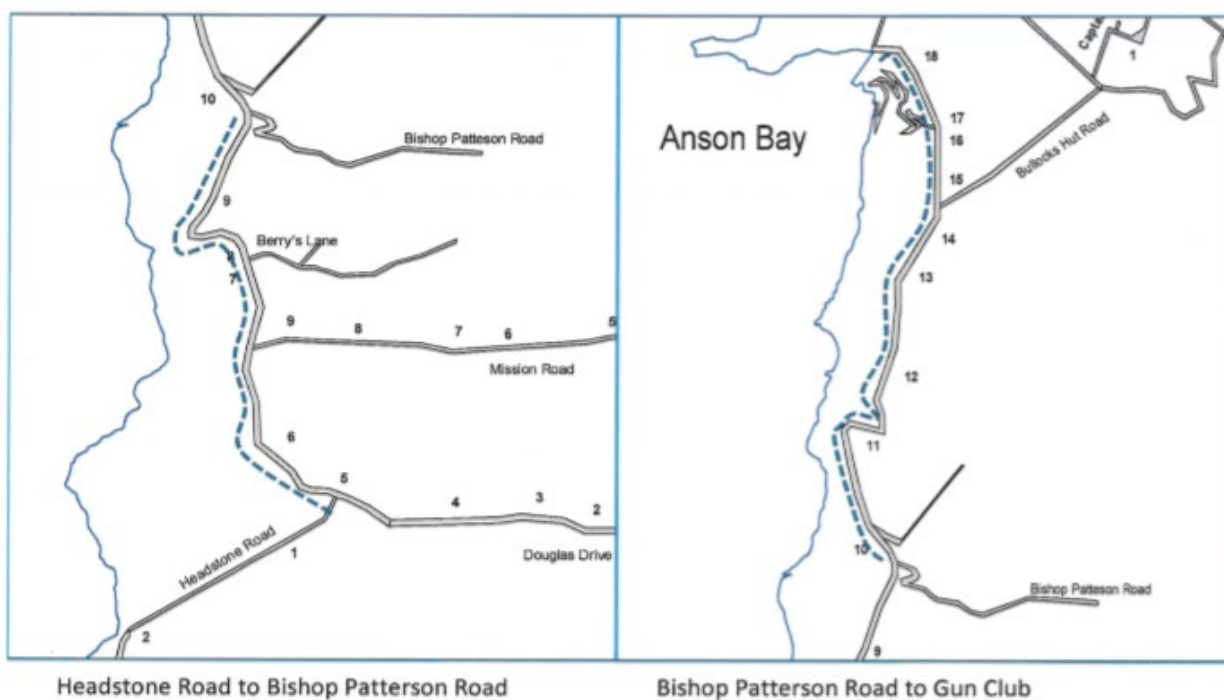 10
Bishop Patteson Road
9
Berry's Lane
8
7
9 8 7 6 5
Mission Road
6
5
4 3 2
Douglas Drive
Headstone Road
1
2
Headstone Road to Bishop Patterson Road
18
1
17
Anson Bay
16
Bullocks Hut Road
15
14
13
12
11
10
Bishop Patteson Road
9
Bishop Patterson Road to Gun Club